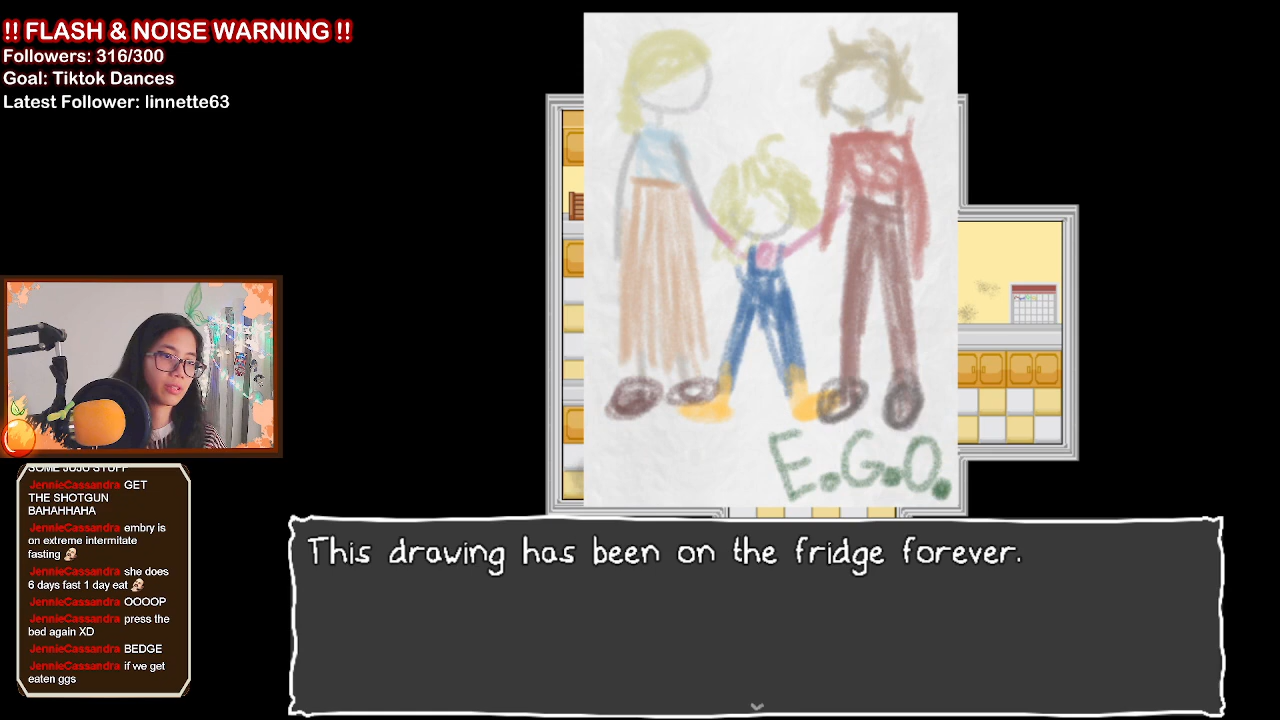 !! FLASH & NOISE WARNING !!
Followers: 316/300
Goal: Tiktok Dances
Latest Follower: linnette63
E.G.O.
SOME JUJU STUFF
JennieCassandra GET
THE SHOTGUN
BAHAHHAHA
JennieCassandra embry is
on extreme intermitate
fasting
JennieCassandra she does
6 days fast 1 day eat
JennieCassandra OOOOP
JennieCassandra press the
bed again XD
JennieCassandra BEDGE
JennieCassandra if we get
eaten ggs
This drawing has been on the fridge forever.